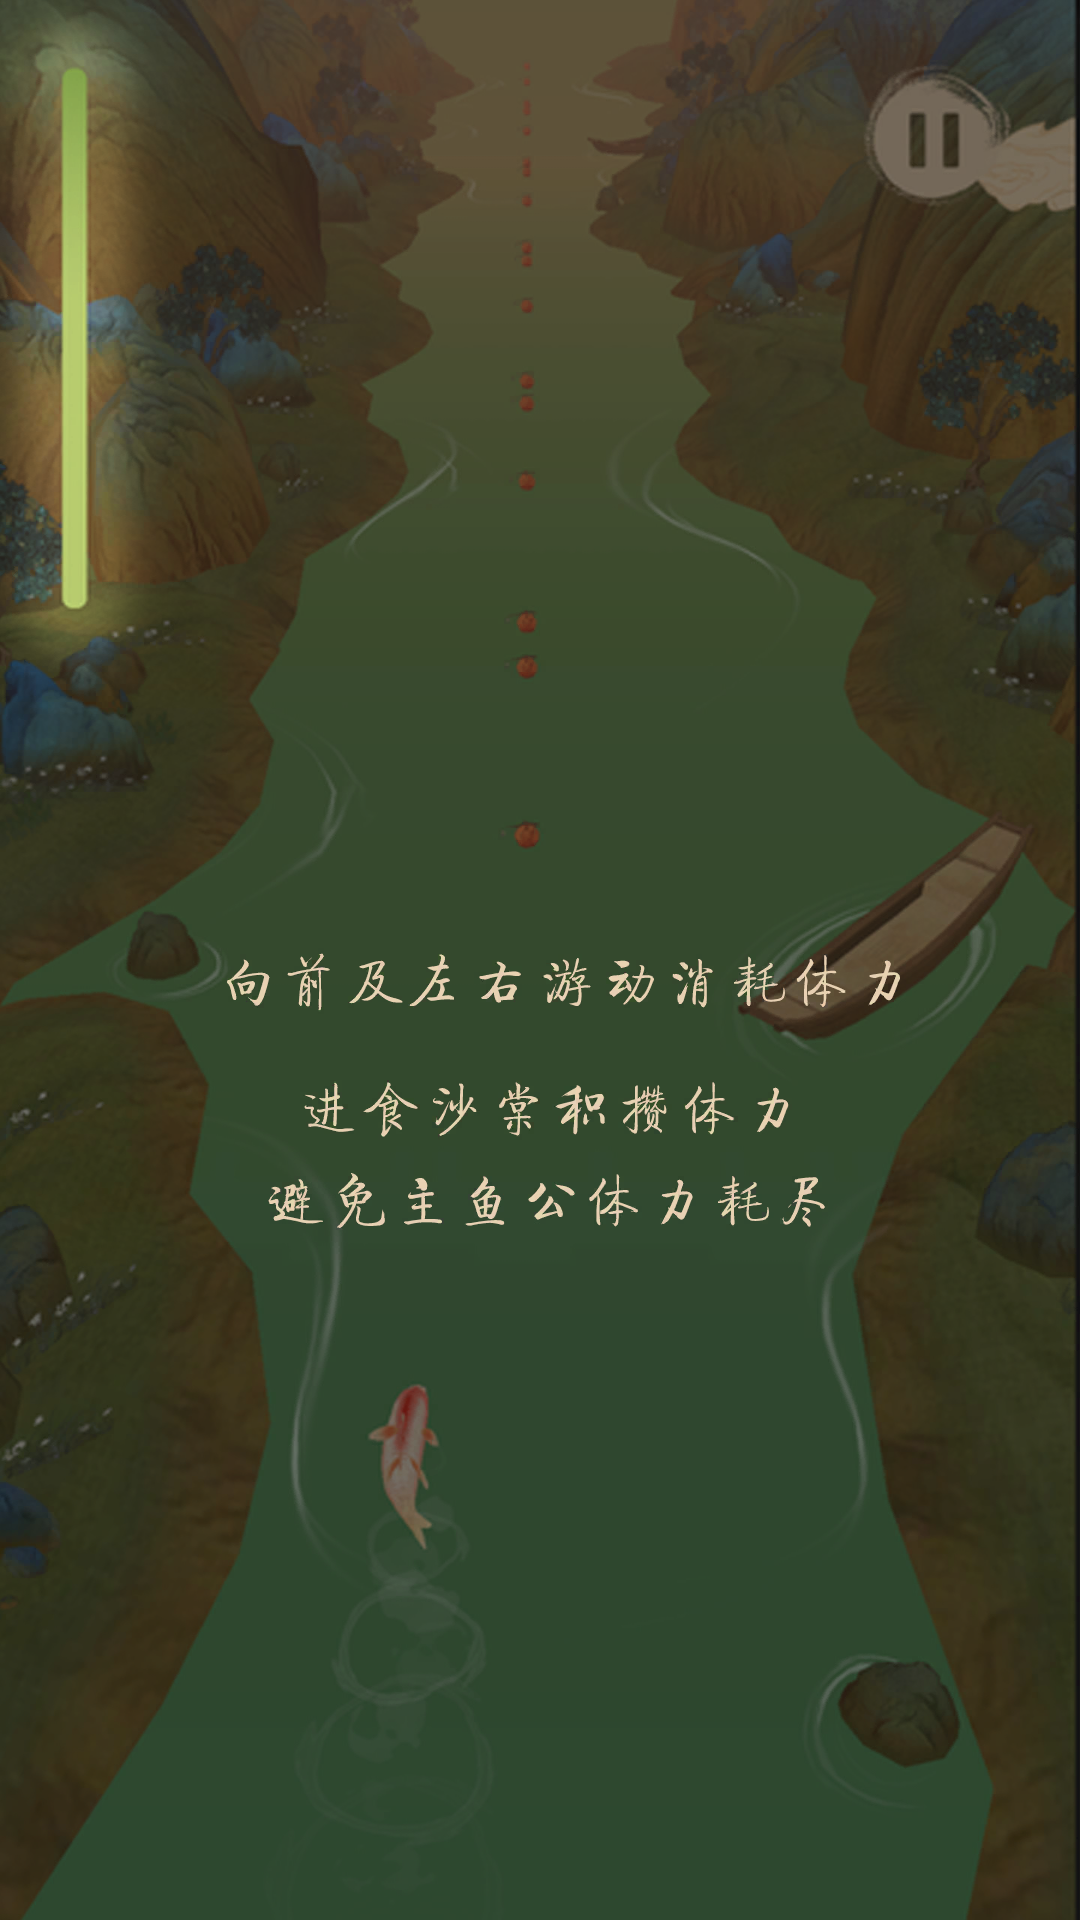 向前及左右游动消耗体力
进食沙棠积攒体力
避免主鱼公体力耗尽